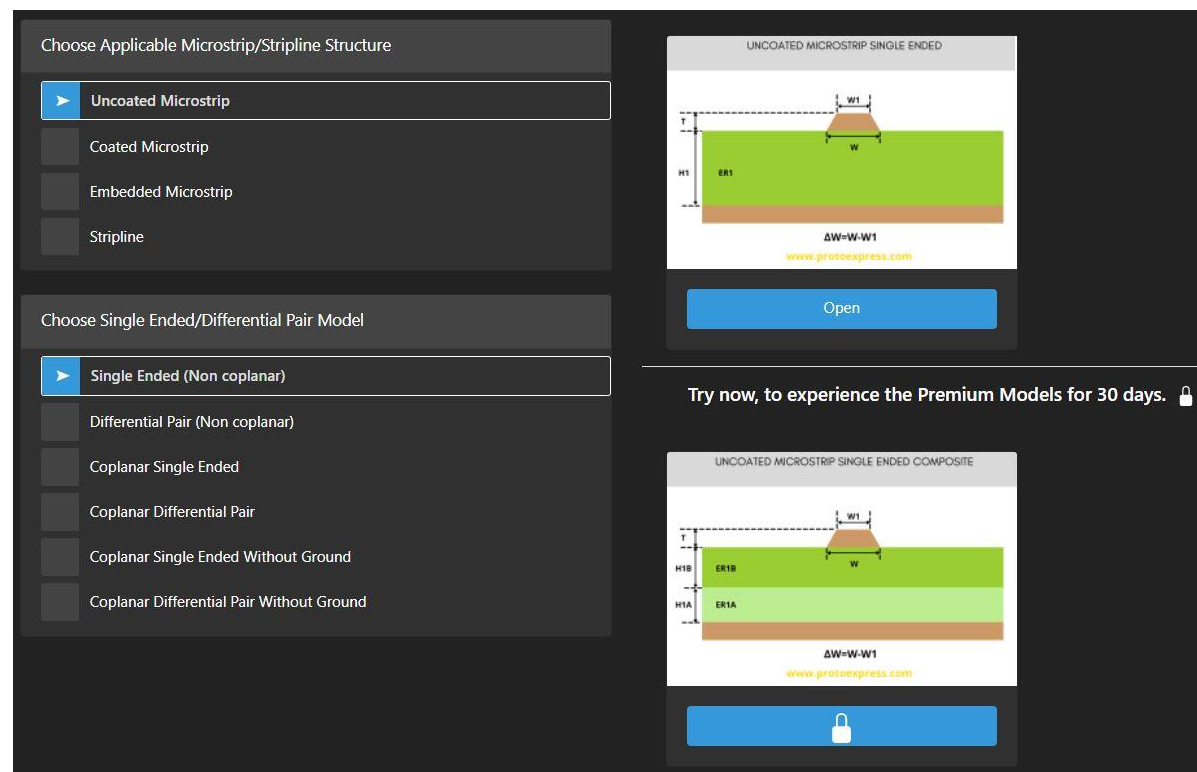 Choose Applicable Microstrip/Stripline Structure
Uncoated Microstrip
Coated Microstrip
Embedded Microstrip
Stripline
Choose Single Ended/Differential Pair Model
Single Ended (Non coplanar)
Differential Pair (Non coplanar)
Coplanar Single Ended
Coplanar Differential Pair
Coplanar Single Ended Without Ground
Coplanar Differential Pair Without Ground
UNCOATED MICROSTRIP SINGLE ENDED
W1
T
W
H1
ER1
ΔW=W-W1
www.protoexpress.com
Open
Try now, to experience the Premium Models for 30 days.
UNCOATED MICROSTRIP SINGLE ENDED COMPOSITE
W1
T
W
H1B
ER1B
H1A
ER1A
ΔW=W-W1
www.protoexpress.com